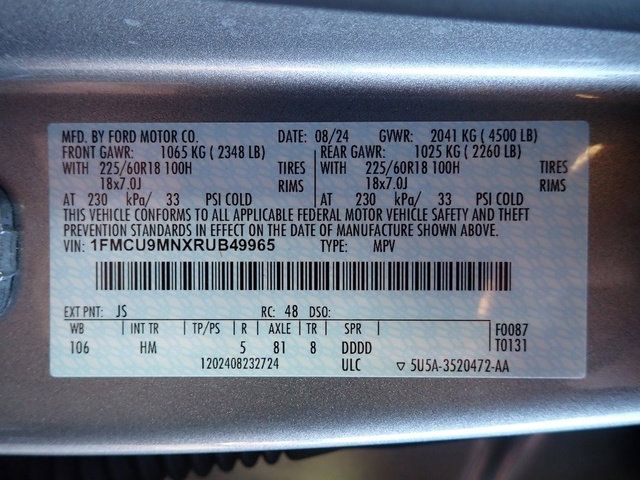 MFD. BY FORD MOTOR CO. DATE: 08/24 GVWR: 2041 KG ( 4500 LB)
FRONT GAWR: 1065 KG ( 2348 LB) REAR GAWR: 1025 KG ( 2260 LB)
WITH 225/60R18 100H TIRES WITH 225/60R18 100H TIRES
18x7.0J RIMS 18x7.0J RIMS
AT 230 kPa/ 33 PSI COLD AT 230 kPa/ 33 PSI COLD
THIS VEHICLE CONFORMS TO ALL APPLICABLE FEDERAL MOTOR VEHICLE SAFETY AND THEFT
PREVENTION STANDARDS IN EFFECT ON THE DATE OF MANUFACTURE SHOWN ABOVE.
VIN: 1FMCU9MNXRUB49965 TYPE: MPV
EXT PNT: JS RC: 48 DSO:
WB INT TR TP/PS R AXLE TR SPR F0087
106 HM 5 81 8 DDDD T0131
1202408232724 ULC ▽ 5U5A-3520472-AA